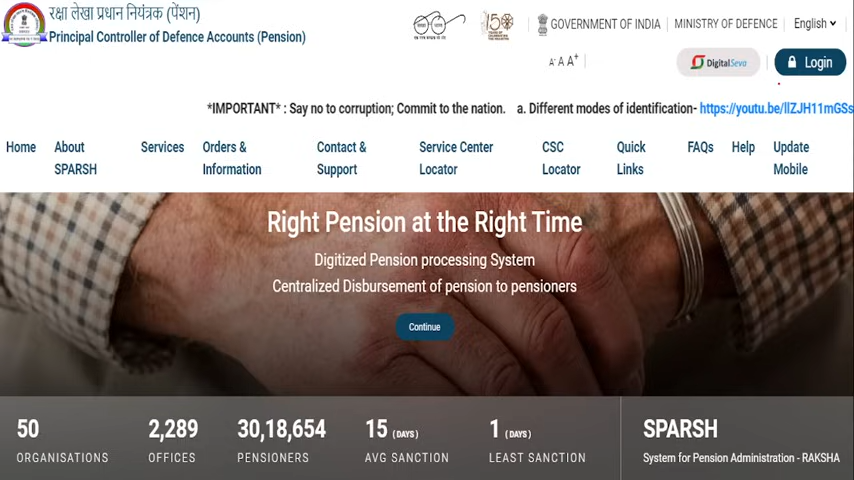 रक्षा लेखा प्रधान नियंत्रक (पेंशन)
Principal Controller of Defence Accounts (Pension)
GOVERNMENT OF INDIA
MINISTRY OF DEFENCE
English
A- A A+
DigitalSeva
Login
*IMPORTANT* : Say no to corruption; Commit to the nation. a. Different modes of identification- https://youtu.be/llZJH11mGSs
Home
About SPARSH
Services
Orders & Information
Contact & Support
Service Center Locator
CSC Locator
Quick Links
FAQs
Help
Update Mobile
Right Pension at the Right Time
Digitized Pension processing System
Centralized Disbursement of pension to pensioners
Continue
50
ORGANISATIONS
2,289
OFFICES
30,18,654
PENSIONERS
15 (DAYS)
AVG SANCTION
1 (DAYS)
LEAST SANCTION
SPARSH
System for Pension Administration - RAKSHA